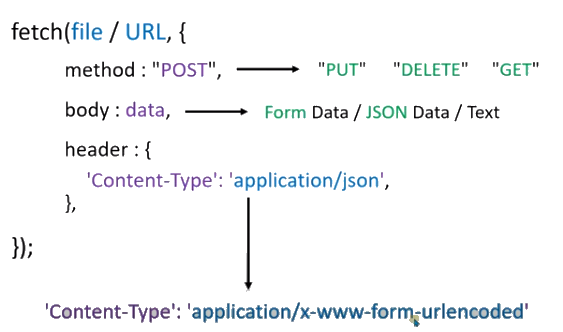 fetch(file / URL, {
method : "POST", "PUT" "DELETE" "GET"
body : data, Form Data / JSON Data / Text
header : {
'Content-Type': 'application/json',
},
});
'Content-Type': 'application/x-www-form-urlencoded'